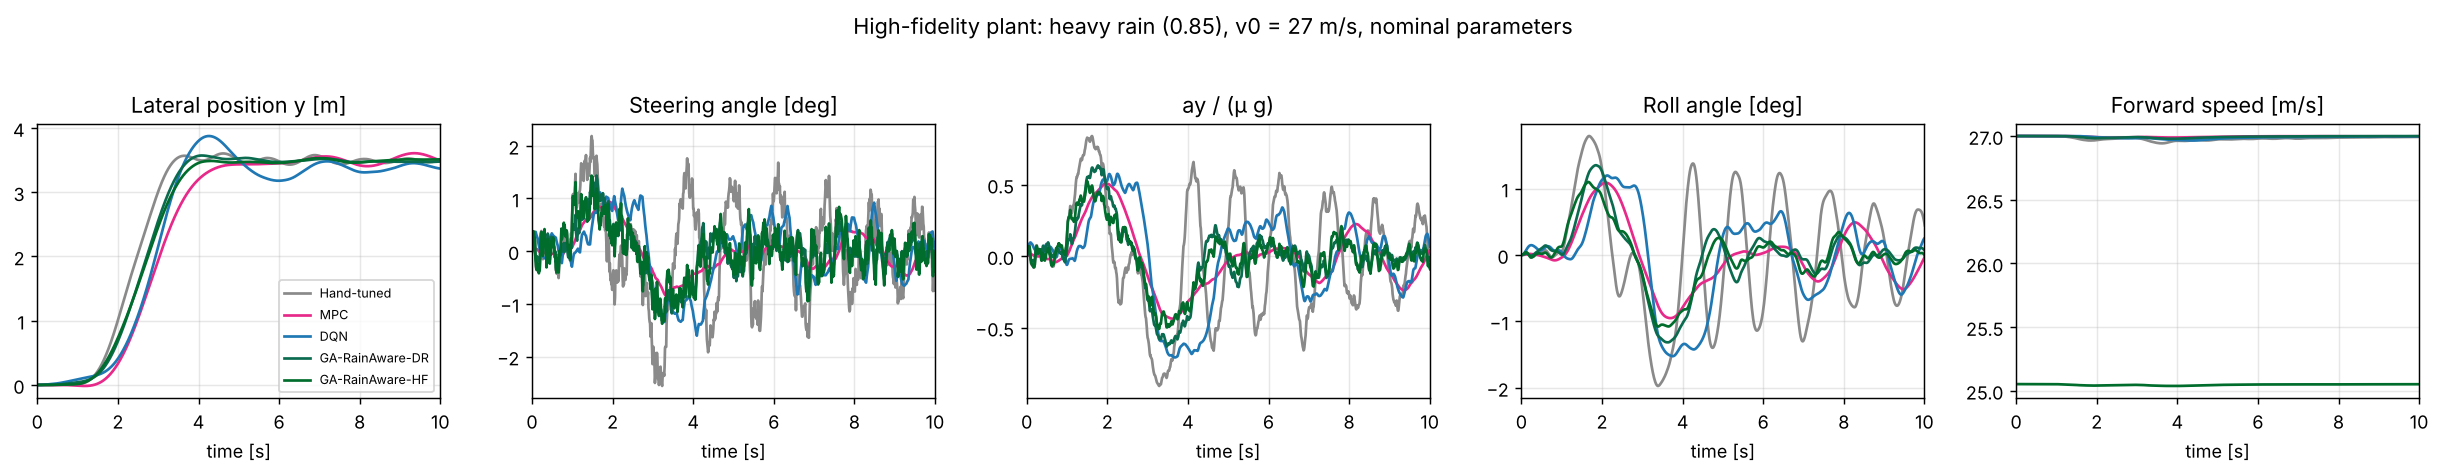 High-fidelity plant: heavy rain (0.85), v0 = 27 m/s, nominal parameters
Lateral position y [m]
4
3
2
1
0
0 2 4 6 8 10
time [s]
Hand-tuned
MPC
DQN
GA-RainAware-DR
GA-RainAware-HF
Steering angle [deg]
2
1
0
−1
−2
0 2 4 6 8 10
time [s]
ay / (μ g)
0.5
0.0
−0.5
0 2 4 6 8 10
time [s]
Roll angle [deg]
1
0
−1
−2
0 2 4 6 8 10
time [s]
Forward speed [m/s]
27.0
26.5
26.0
25.5
25.0
0 2 4 6 8 10
time [s]